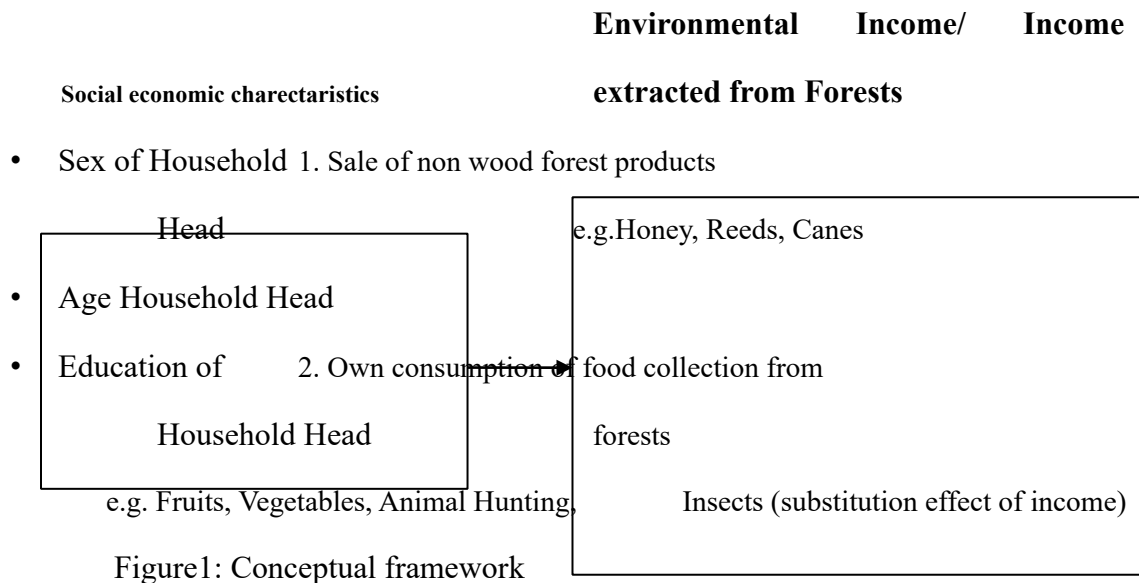 Environmental Income/ Income
Social economic charectaristics extracted from Forests
• Sex of Household 1. Sale of non wood forest products
Head e.g.Honey, Reeds, Canes
• Age Household Head
• Education of 2. Own consumption of food collection from
Household Head forests
e.g. Fruits, Vegetables, Animal Hunting, Insects (substitution effect of income)
Figure1: Conceptual framework